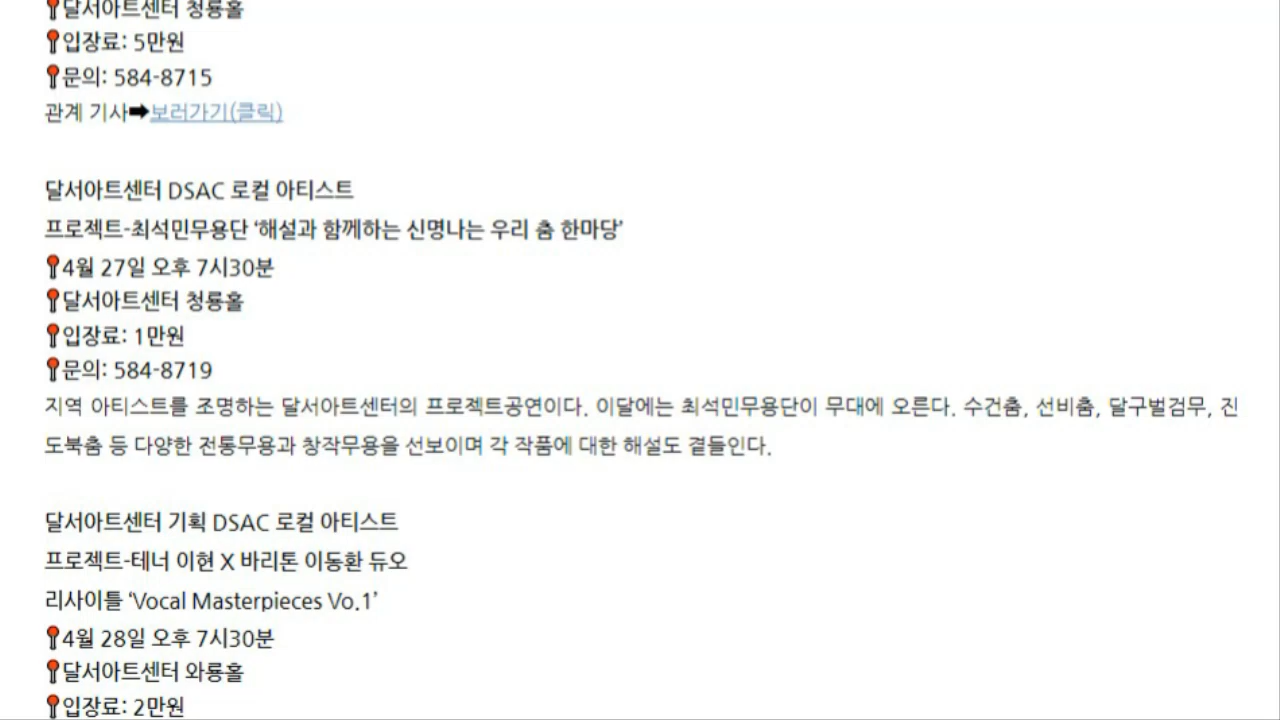 📍달서아트센터 청룡홀
📍입장료: 5만원
📍문의: 584-8715
관계 기사➡보러가기(클릭)
달서아트센터 DSAC 로컬 아티스트
프로젝트-최석민무용단 ‘해설과 함께하는 신명나는 우리 춤 한마당’
📍4월 27일 오후 7시30분
📍달서아트센터 청룡홀
📍입장료: 1만원
📍문의: 584-8719
지역 아티스트를 조명하는 달서아트센터의 프로젝트공연이다. 이달에는 최석민무용단이 무대에 오른다. 수건춤, 선비춤, 달구벌검무, 진
도북춤 등 다양한 전통무용과 창작무용을 선보이며 각 작품에 대한 해설도 곁들인다.
달서아트센터 기획 DSAC 로컬 아티스트
프로젝트-테너 이현 X 바리톤 이동환 듀오
리사이틀 ‘Vocal Masterpieces Vo.1’
📍4월 28일 오후 7시30분
📍달서아트센터 와룡홀
📍입장료: 2만원